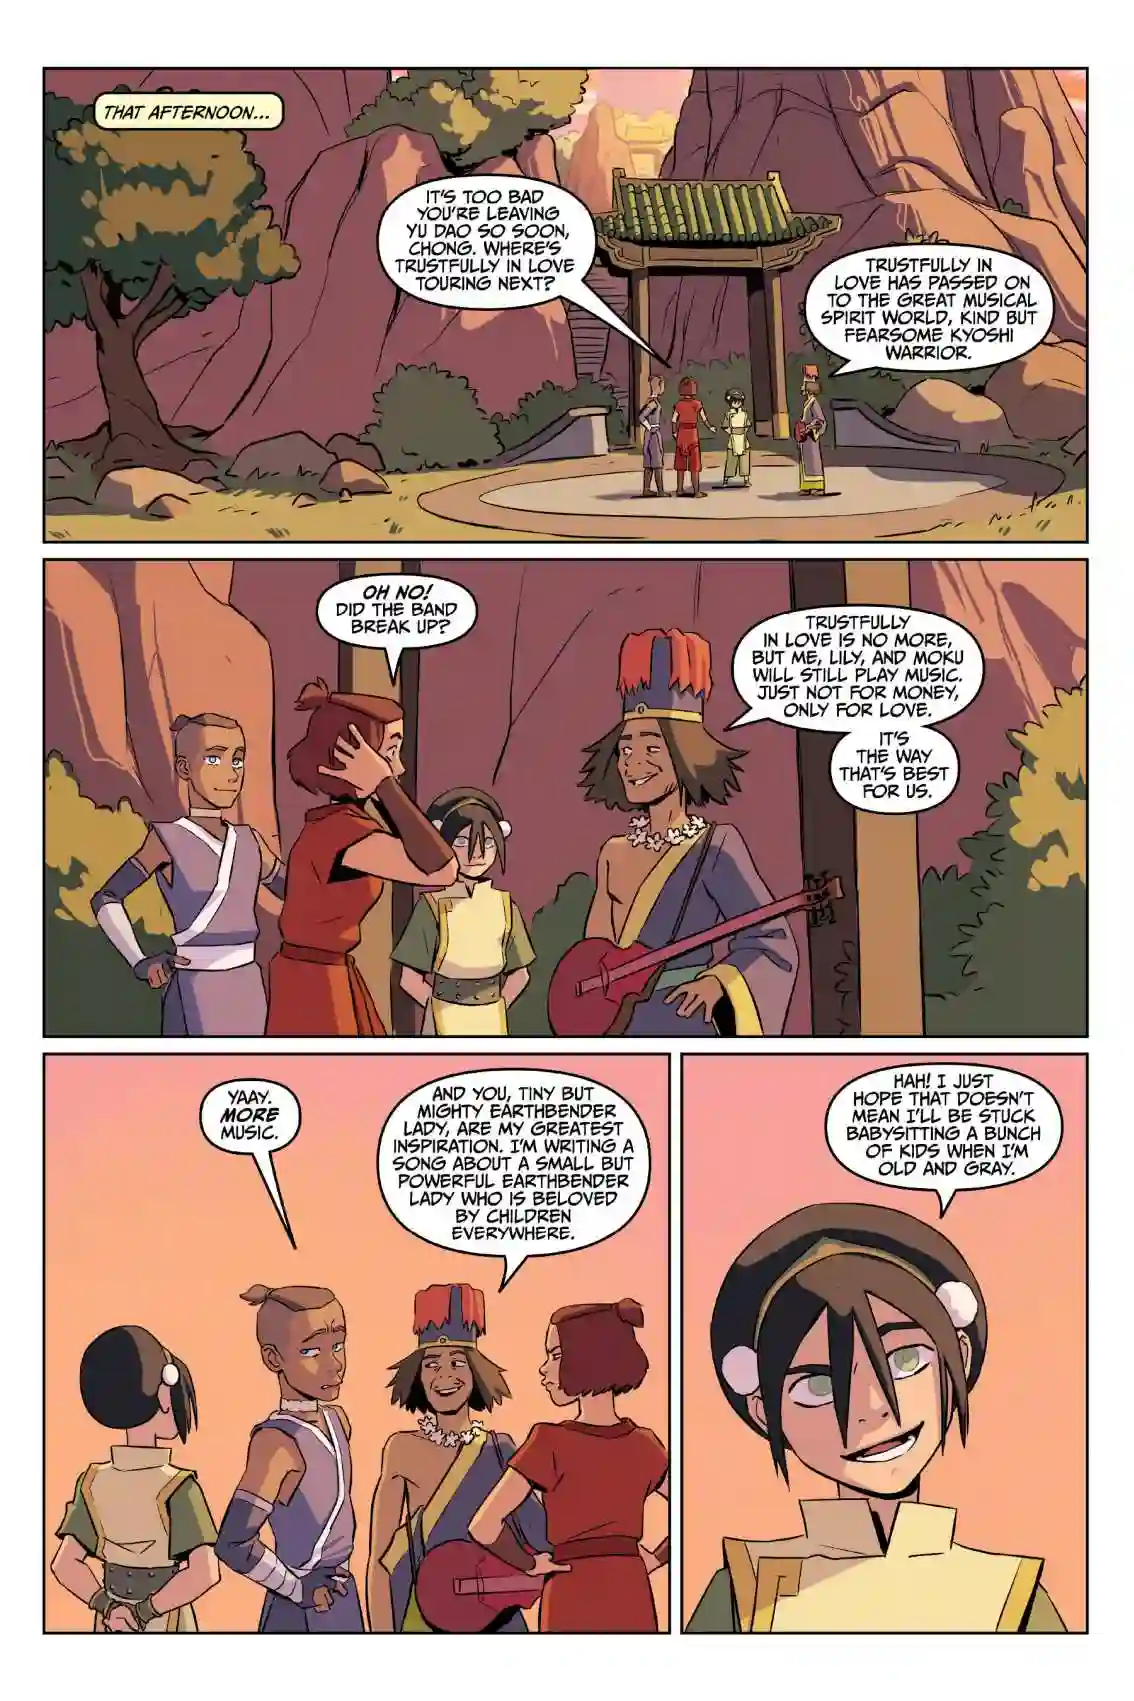 THAT AFTERNOON...
IT'S TOO BAD
YOU'RE LEAVING
YU DAO SO SOON,
CHONG. WHERE'S
TRUSTFULLY IN LOVE
TOURING NEXT?
TRUSTFULLY IN
LOVE HAS PASSED ON
TO THE GREAT MUSICAL
SPIRIT WORLD, KIND BUT
FEARSOME KYOSHI
WARRIOR.
OH NO!
DID THE BAND
BREAK UP?
TRUSTFULLY
IN LOVE IS NO MORE,
BUT ME, LILY, AND MOKU
WILL STILL PLAY MUSIC.
JUST NOT FOR MONEY,
ONLY FOR LOVE.
IT'S
THE WAY
THAT'S BEST
FOR US.
YAAY.
MORE
MUSIC.
AND YOU, TINY BUT
MIGHTY EARTHBENDER
LADY, ARE MY GREATEST
INSPIRATION. I'M WRITING A
SONG ABOUT A SMALL BUT
POWERFUL EARTHBENDER
LADY WHO IS BELOVED
BY CHILDREN
EVERYWHERE.
HAH! I JUST
HOPE THAT DOESN'T
MEAN I'LL BE STUCK
BABYSITTING A BUNCH
OF KIDS WHEN I'M
OLD AND GRAY.